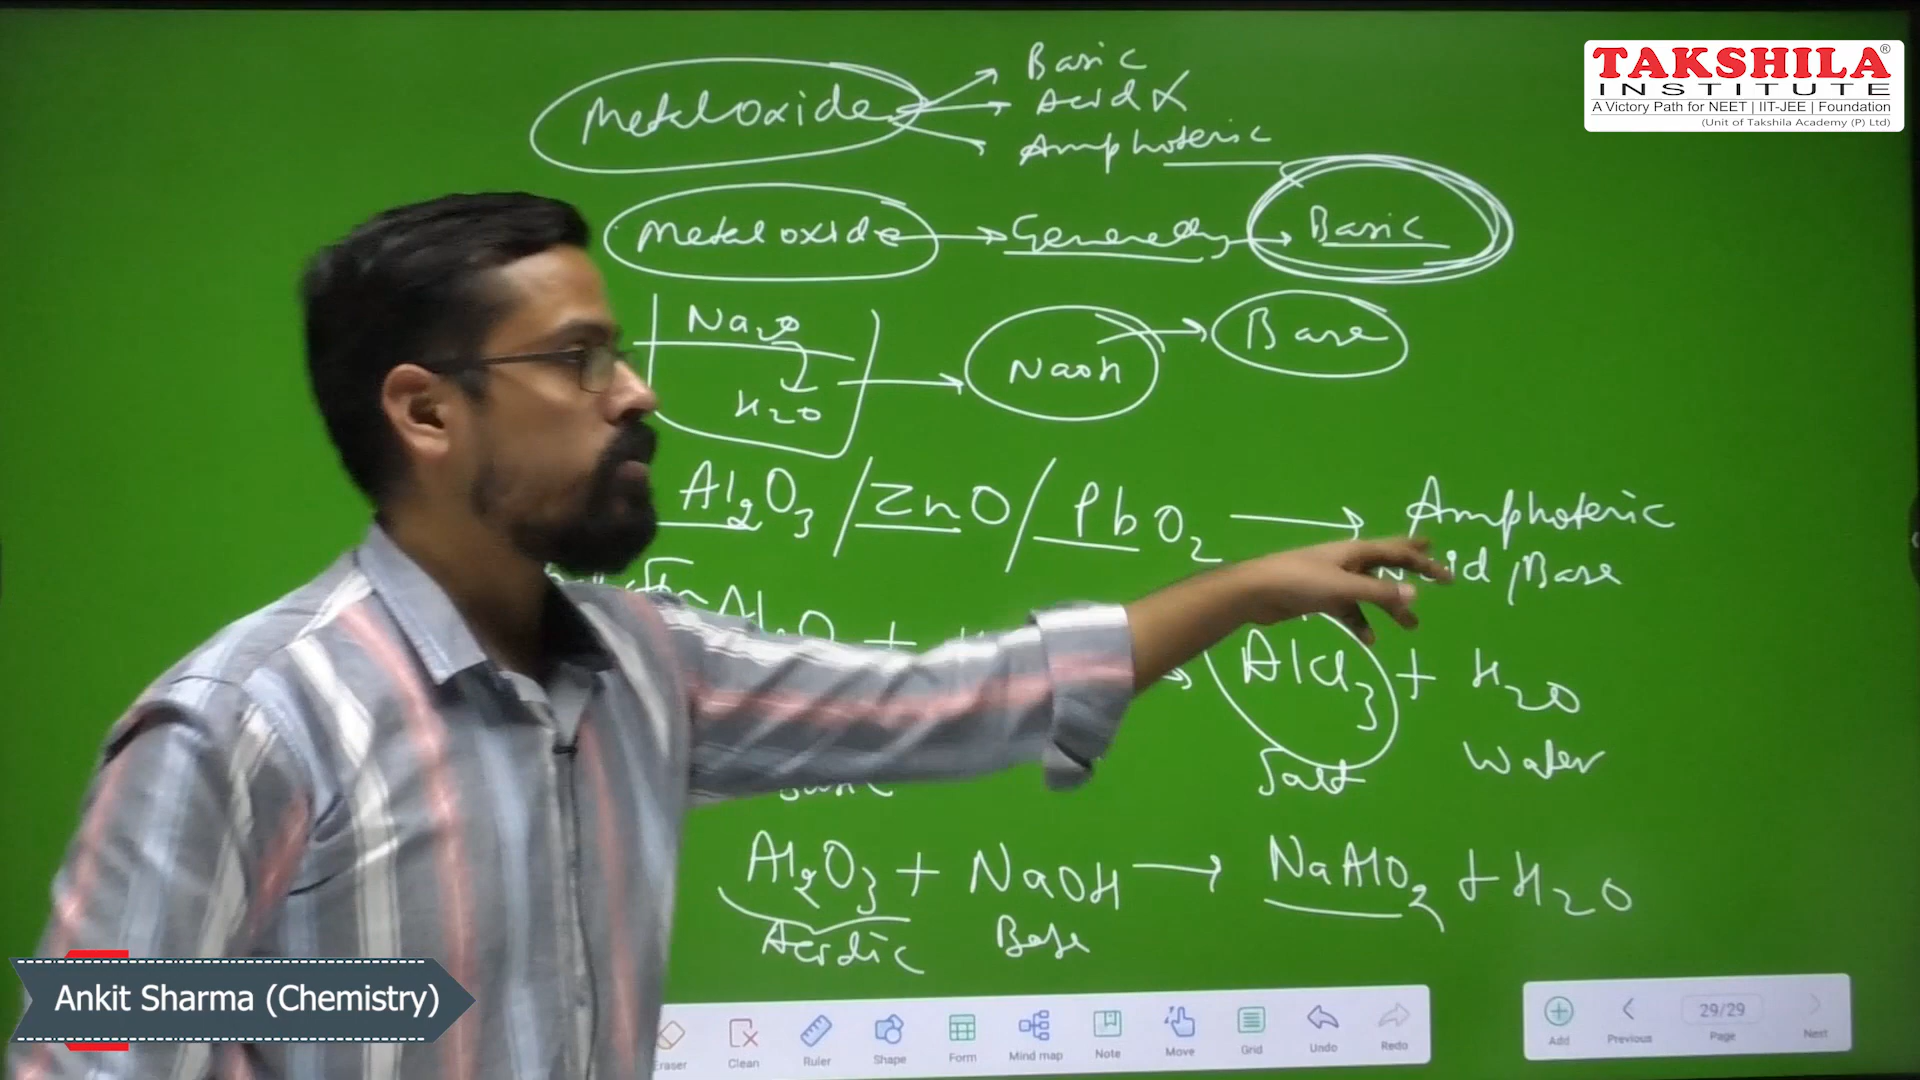 TAKSHILA®
INSTITUTE
A Victory Path for NEET | IIT-JEE | Foundation
(Unit of Takshila Academy (P) Ltd)
Metal oxide
Basic
Acid X
Amphoteric
Metal oxide → Generally → Basic
Na2O
H2O
→ NaOH → Base
Al2O3 / ZnO / PbO2 → Amphoteric
Acid, Base
+
AlCl3 + H2O
Salt
Water
Al2O3 + NaOH → NaAlO2 + H2O
Acidic Base
Ankit Sharma (Chemistry)
Eraser
Clean
Ruler
Shape
Form
Mind map
Note
Move
Grid
Undo
Redo
Add
Previous
29/29
Page
Next